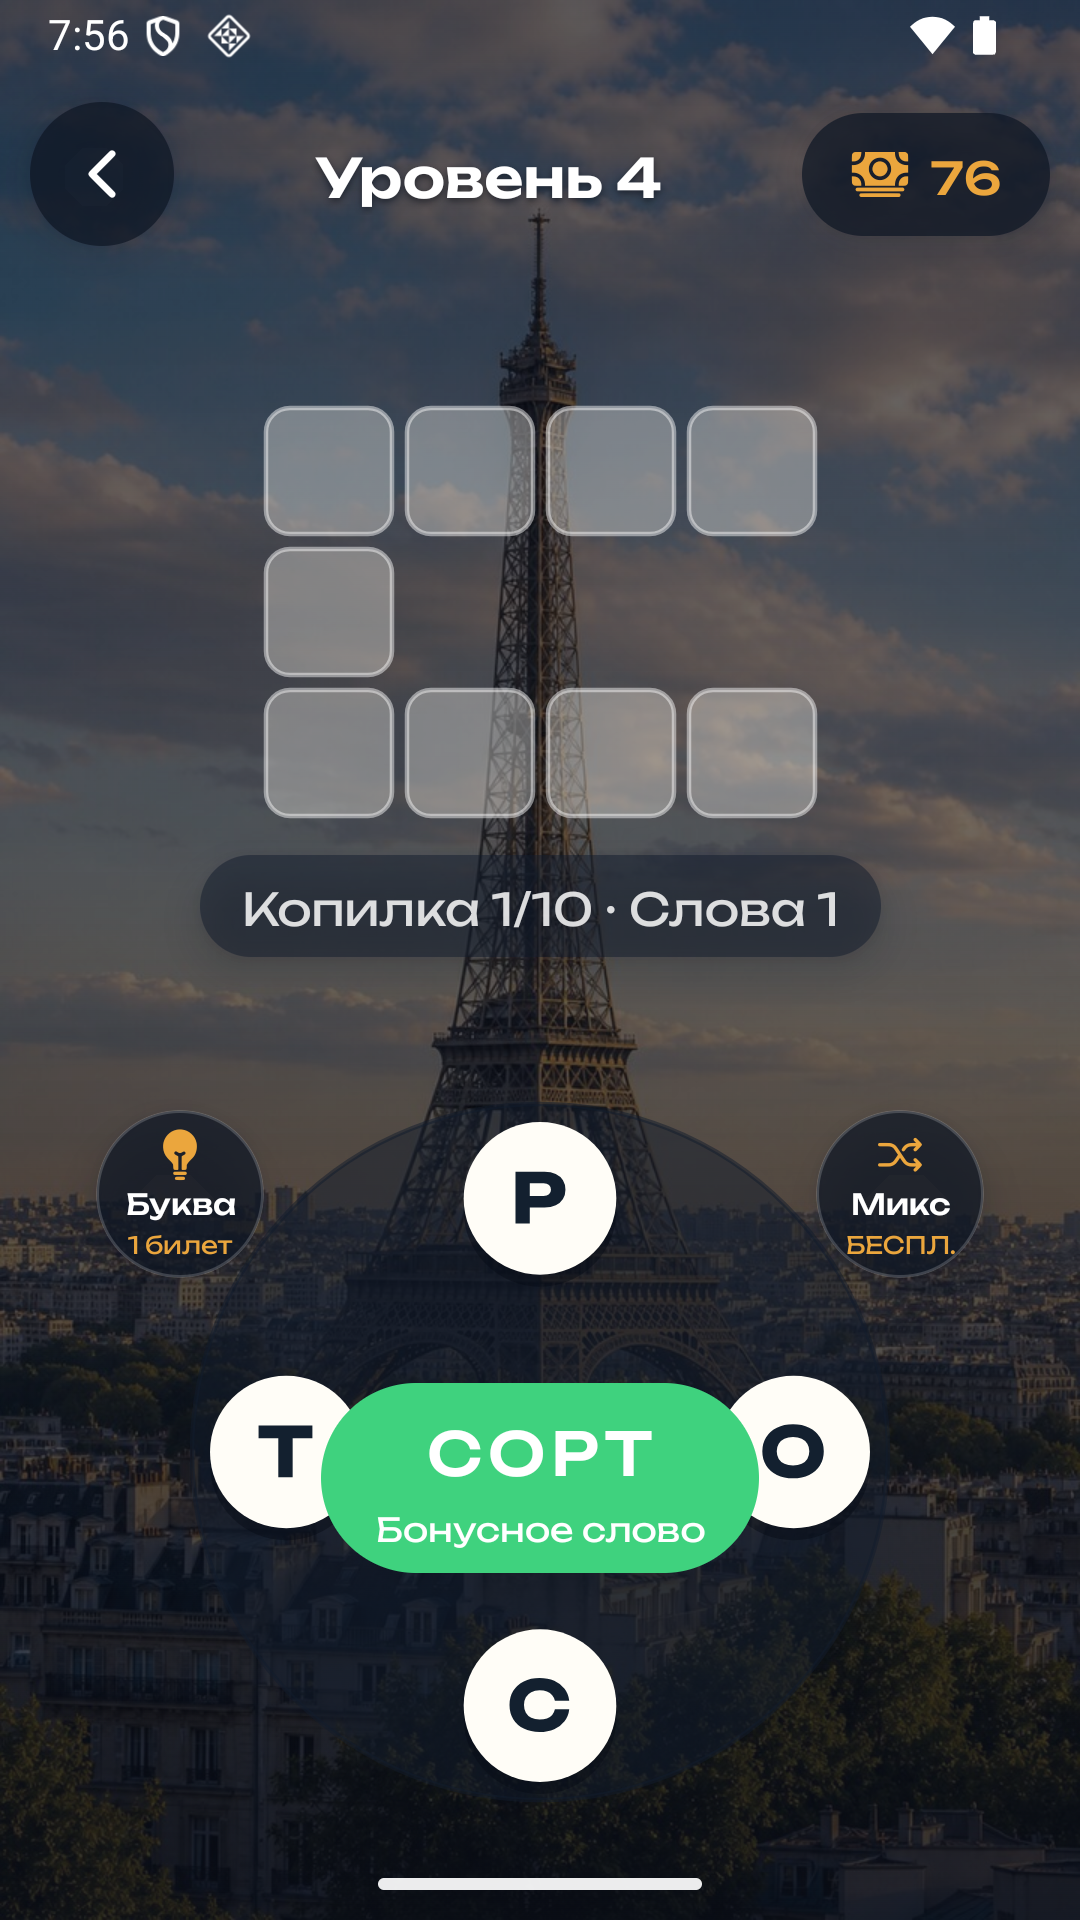 7:56
Уровень 4
76
Копилка 1/10 · Слова 1
Буква
1 билет
Р
Микс
БЕСПЛ.
Т
СОРТ
Бонусное слово
О
С